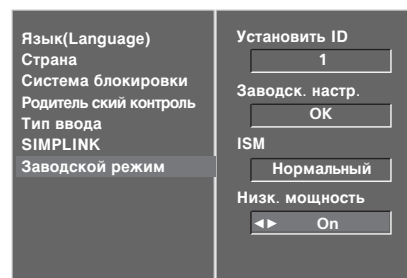 Язык(Language)
Страна
Система блокировки
Родитель ский контроль
Тип ввода
SIMPLINK
Заводской режим
Установить ID
1
Заводск. настр.
OK
ISM
Нормальный
Низк. мощность
◄► On